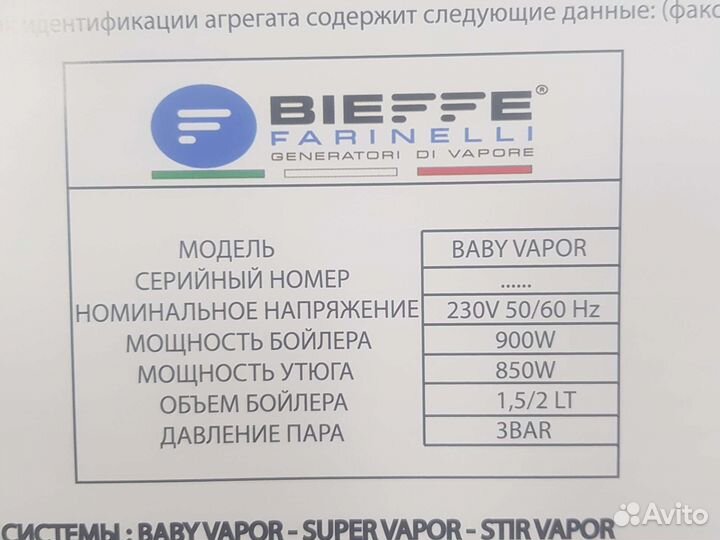 идентификации агрегата содержит следующие данные: (факс
BIEFFE®
FARINELLI
GENERATORI DI VAPORE
МОДЕЛЬ BABY VAPOR
СЕРИЙНЫЙ НОМЕР ......
НОМИНАЛЬНОЕ НАПРЯЖЕНИЕ 230V 50/60 Hz
МОЩНОСТЬ БОЙЛЕРА 900W
МОЩНОСТЬ УТЮГА 850W
ОБЪЕМ БОЙЛЕРА 1,5/2 LT
ДАВЛЕНИЕ ПАРА 3BAR
СИСТЕМЫ : BABY VAPOR – SUPER VAPOR – STIR VAPOR
Avito